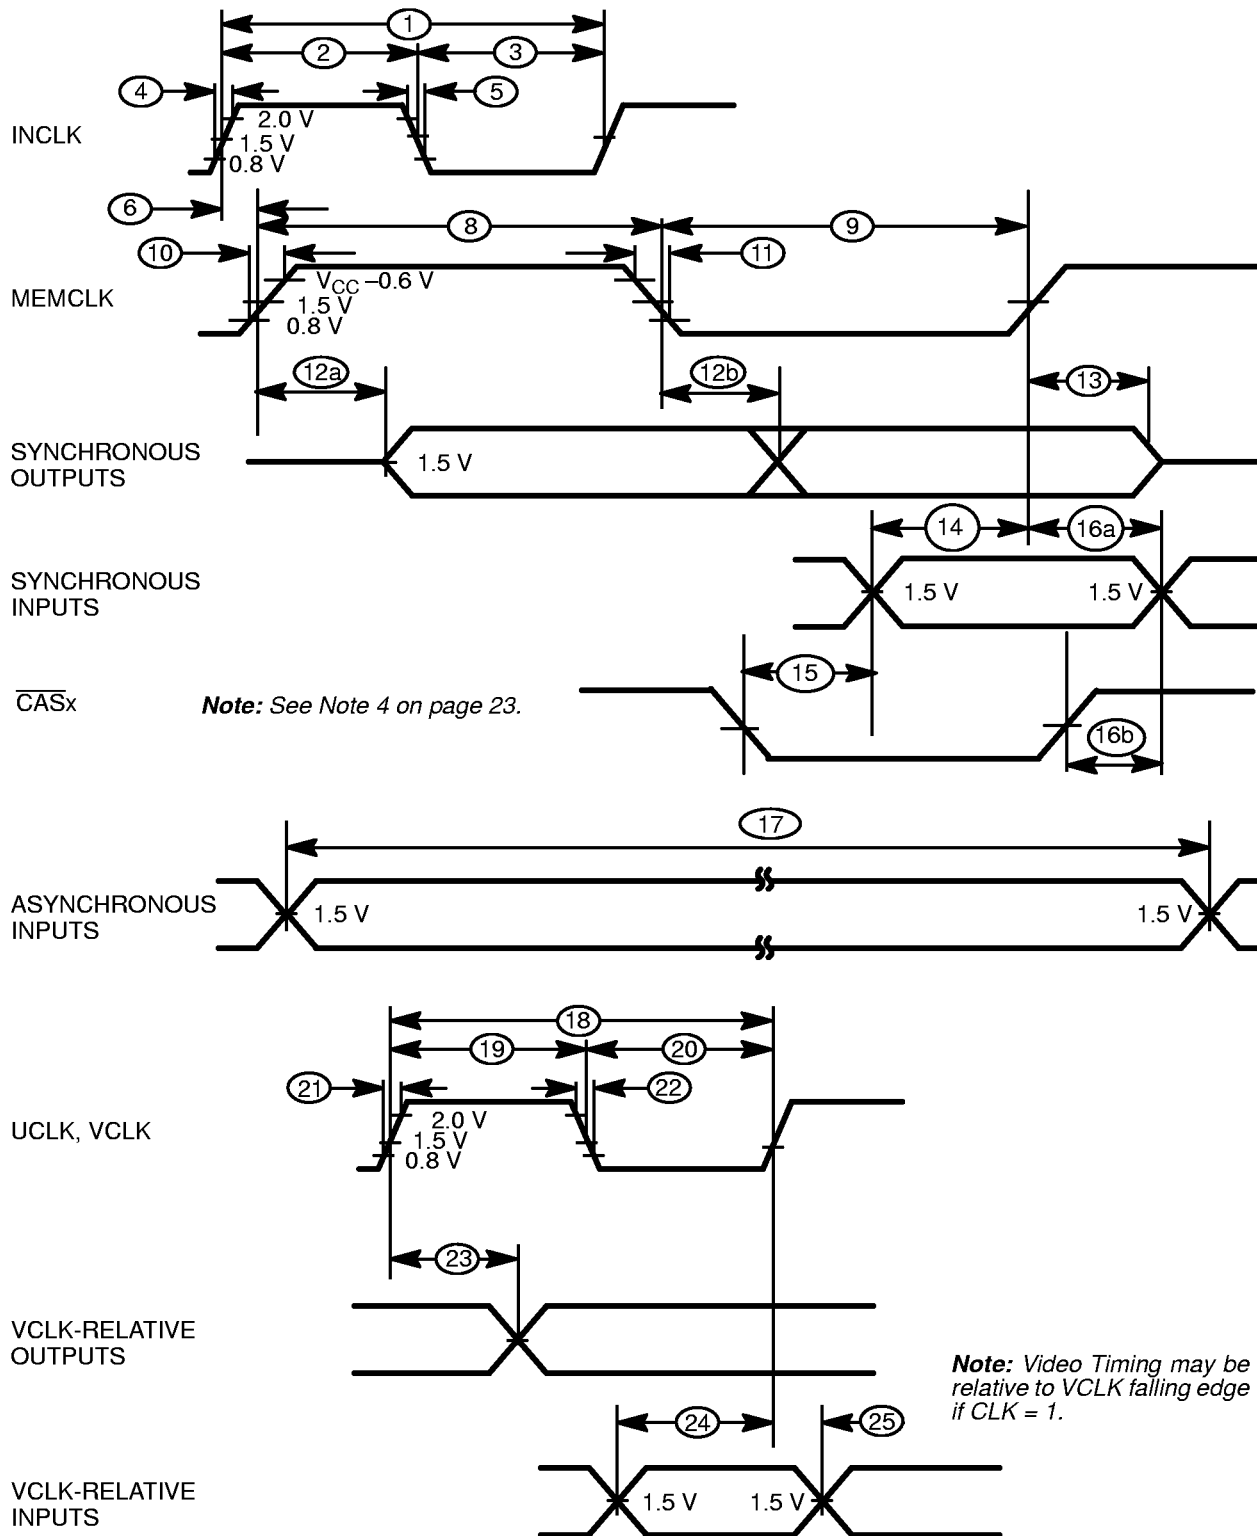 1
2
3
4
5
2.0 V
INCLK
1.5 V
0.8 V
6
8
9
10
11
VCC –0.6 V
MEMCLK
1.5 V
0.8 V
12a
12b
13
SYNCHRONOUS
OUTPUTS
1.5 V
14
16a
SYNCHRONOUS
INPUTS
1.5 V
1.5 V
15
CASx
Note: See Note 4 on page 23.
16b
17
ASYNCHRONOUS
INPUTS
1.5 V
1.5 V
18
19
20
21
22
2.0 V
UCLK, VCLK
1.5 V
0.8 V
23
VCLK-RELATIVE
OUTPUTS
Note: Video Timing may be
relative to VCLK falling edge
if CLK = 1.
24
25
VCLK-RELATIVE
INPUTS
1.5 V
1.5 V